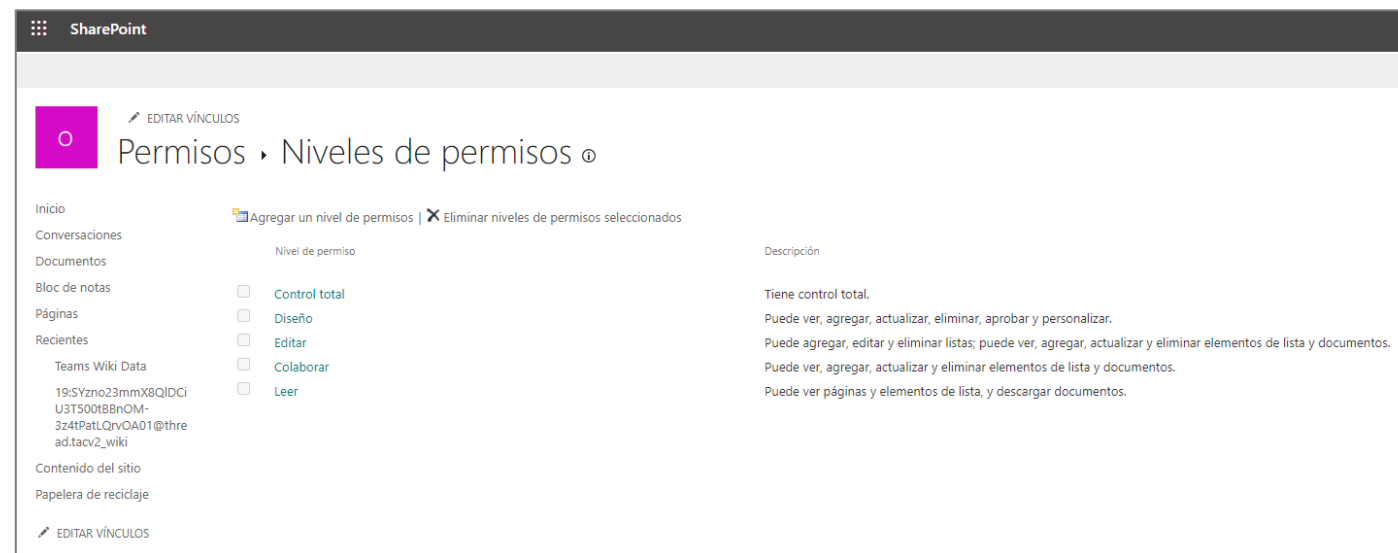 SharePoint
EDITAR VÍNCULOS
O
Permisos ▸ Niveles de permisos
Inicio
Conversaciones
Documentos
Bloc de notas
Páginas
Recientes
Teams Wiki Data
19:SYzno23mmX8QlDCi
U3T500tBBnOM-
3z4tPatLQrvOA01@thre
ad.tacv2_wiki
Contenido del sitio
Papelera de reciclaje
EDITAR VÍNCULOS
Agregar un nivel de permisos | Eliminar niveles de permisos seleccionados
Nivel de permiso Descripción
Control total Tiene control total.
Diseño Puede ver, agregar, actualizar, eliminar, aprobar y personalizar.
Editar Puede agregar, editar y eliminar listas; puede ver, agregar, actualizar y eliminar elementos de lista y documentos.
Colaborar Puede ver, agregar, actualizar y eliminar elementos de lista y documentos.
Leer Puede ver páginas y elementos de lista, y descargar documentos.